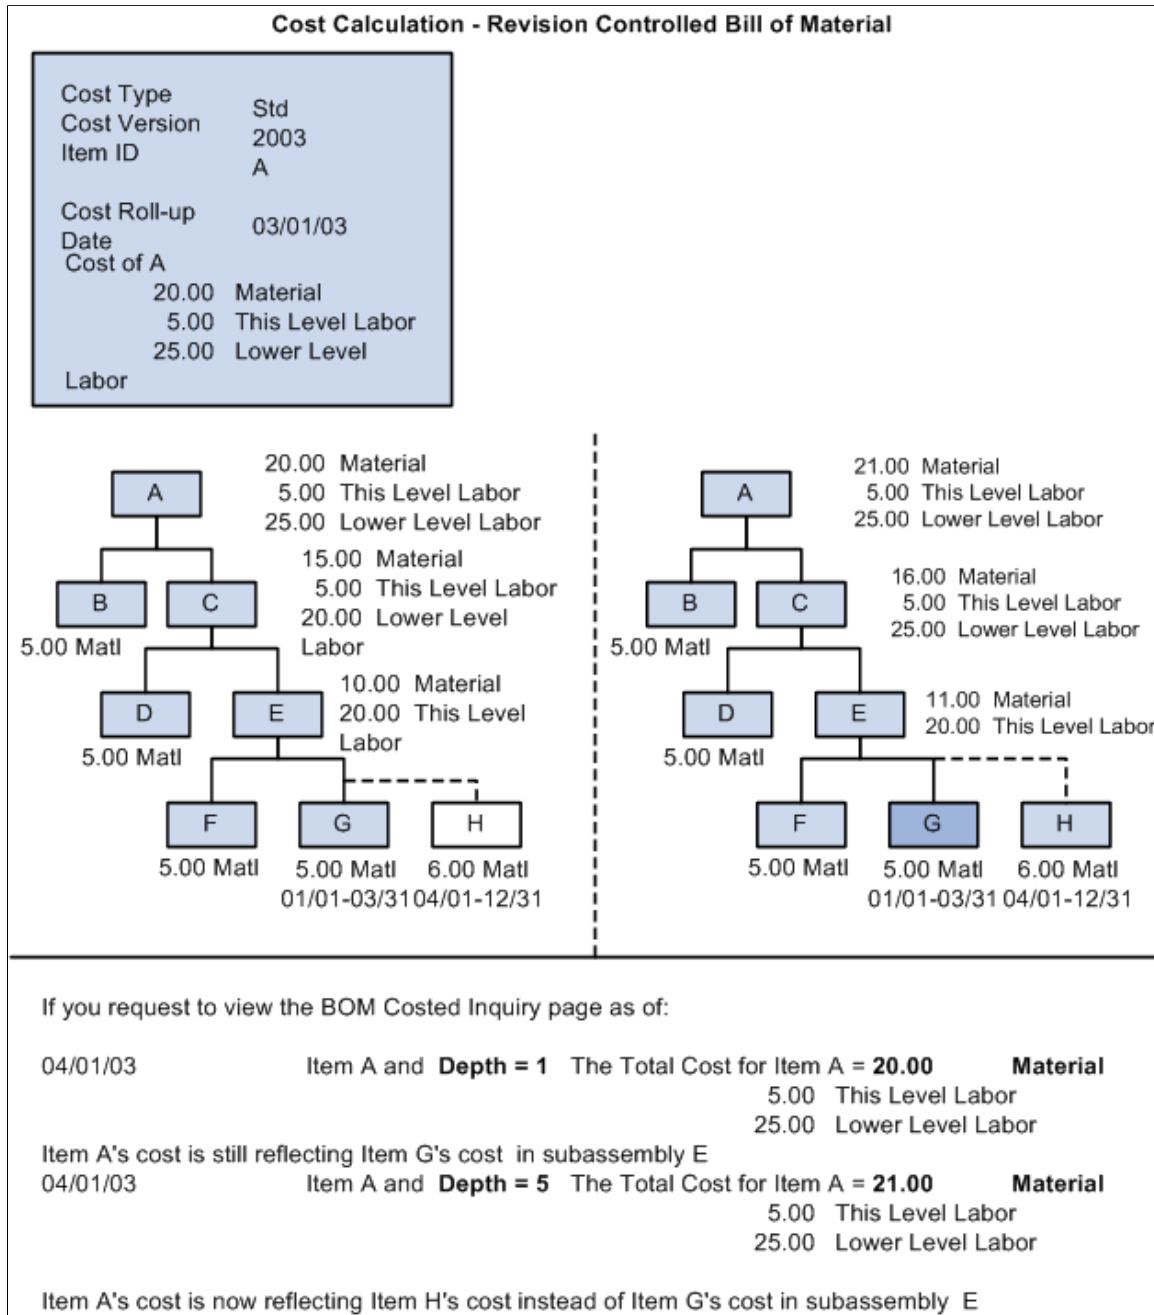 Cost Calculation - Revision Controlled Bill of Material
Cost Type
Std
Cost Version
2003
Item ID
A
Cost Roll-up
Date
03/01/03
Cost of A
20.00 Material
5.00 This Level Labor
25.00 Lower Level
Labor
A
20.00 Material
5.00 This Level Labor
25.00 Lower Level Labor
B
C
5.00 Matl
15.00 Material
5.00 This Level Labor
20.00 Lower Level
Labor
D
E
5.00 Matl
10.00 Material
20.00 This Level
Labor
F
G
H
5.00 Matl
5.00 Matl
01/01-03/31
6.00 Matl
04/01-12/31
A
21.00 Material
5.00 This Level Labor
25.00 Lower Level Labor
B
C
5.00 Matl
16.00 Material
5.00 This Level Labor
25.00 Lower Level Labor
D
E
5.00 Matl
11.00 Material
20.00 This Level Labor
F
G
H
5.00 Matl
5.00 Matl
01/01-03/31
6.00 Matl
04/01-12/31
If you request to view the BOM Costed Inquiry page as of:
04/01/03 Item A and Depth = 1 The Total Cost for Item A = 20.00 Material
5.00 This Level Labor
25.00 Lower Level Labor
Item A's cost is still reflecting Item G's cost in subassembly E
04/01/03 Item A and Depth = 5 The Total Cost for Item A = 21.00 Material
5.00 This Level Labor
25.00 Lower Level Labor
Item A's cost is now reflecting Item H's cost instead of Item G's cost in subassembly E